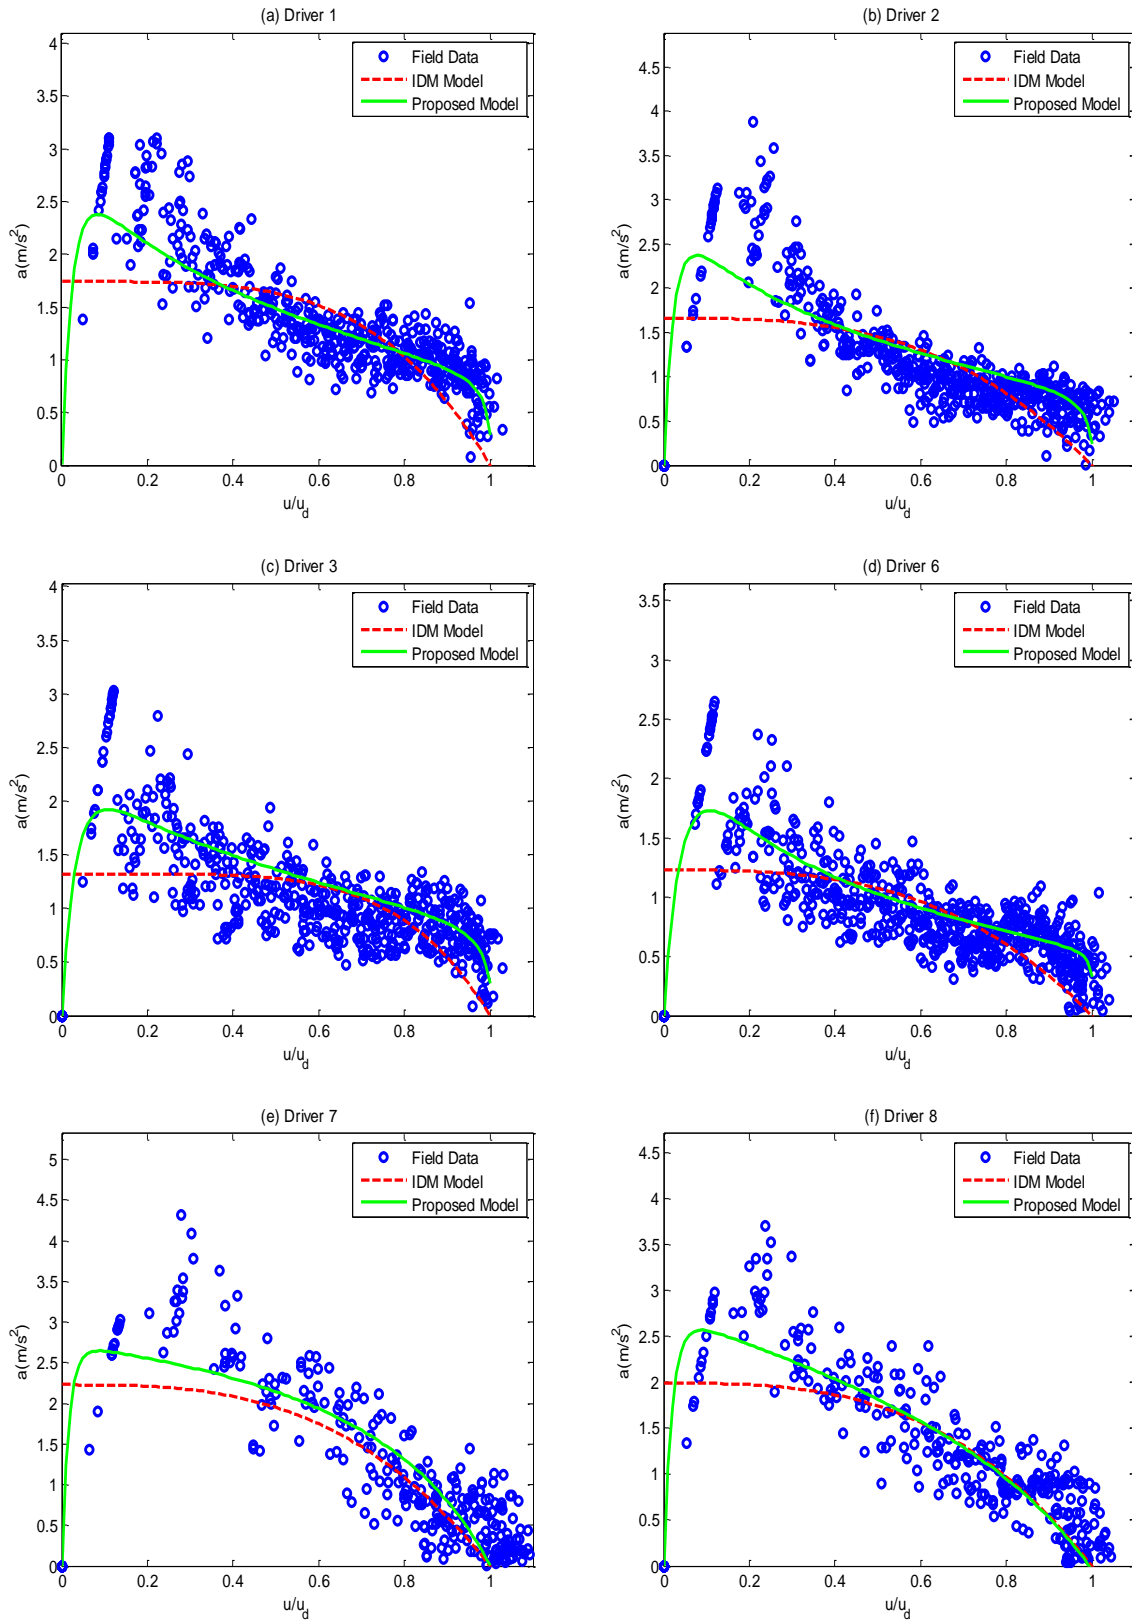 (a) Driver 1
Field Data
IDM Model
Proposed Model
a(m/s²)
4
3.5
3
2.5
2
1.5
1
0.5
0
0 0.2 0.4 0.6 0.8 1
u/u_d
(b) Driver 2
Field Data
IDM Model
Proposed Model
a(m/s²)
4.5
4
3.5
3
2.5
2
1.5
1
0.5
0
0 0.2 0.4 0.6 0.8 1
u/u_d
(c) Driver 3
Field Data
IDM Model
Proposed Model
a(m/s²)
4
3.5
3
2.5
2
1.5
1
0.5
0
0 0.2 0.4 0.6 0.8 1
u/u_d
(d) Driver 6
Field Data
IDM Model
Proposed Model
a(m/s²)
3.5
3
2.5
2
1.5
1
0.5
0
0 0.2 0.4 0.6 0.8 1
u/u_d
(e) Driver 7
Field Data
IDM Model
Proposed Model
a(m/s²)
5
4.5
4
3.5
3
2.5
2
1.5
1
0.5
0
0 0.2 0.4 0.6 0.8 1
u/u_d
(f) Driver 8
Field Data
IDM Model
Proposed Model
a(m/s²)
4.5
4
3.5
3
2.5
2
1.5
1
0.5
0
0 0.2 0.4 0.6 0.8 1
u/u_d